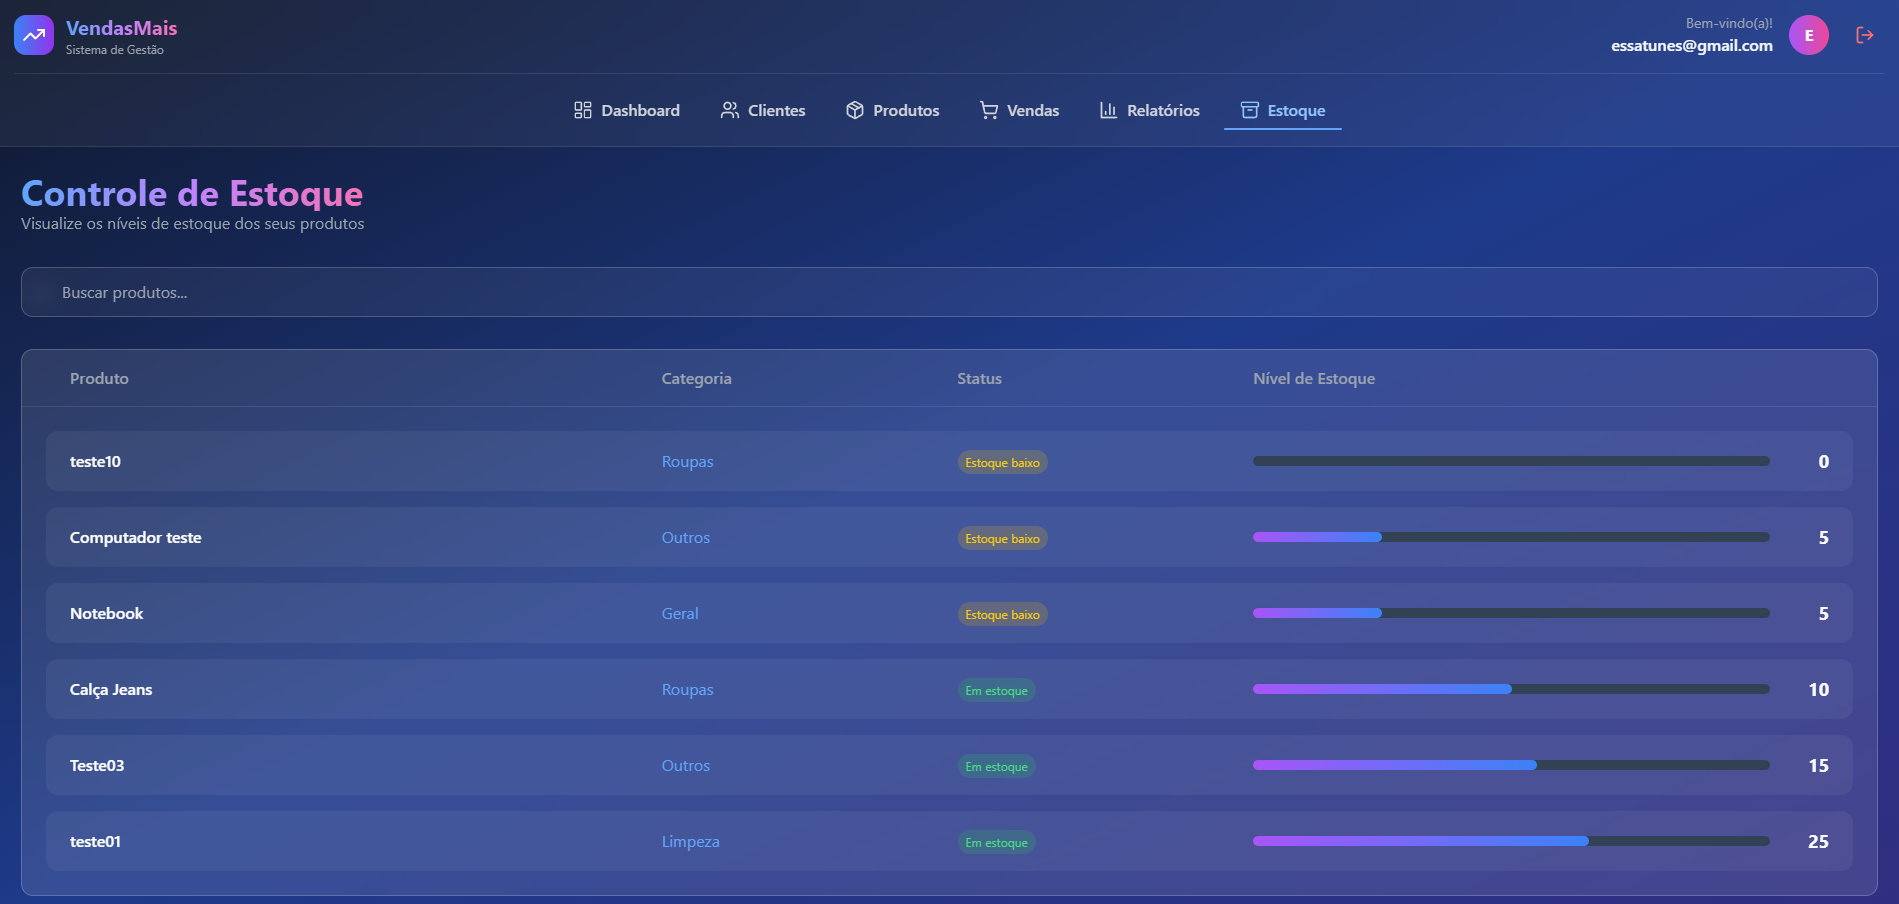 VendasMais
Sistema de Gestão
Bem-vindo(a)!
essatunes@gmail.com
E
Dashboard
Clientes
Produtos
Vendas
Relatórios
Estoque
Controle de Estoque
Visualize os níveis de estoque dos seus produtos
Buscar produtos...
Produto Categoria Status Nível de Estoque
teste10 Roupas Estoque baixo 0
Computador teste Outros Estoque baixo 5
Notebook Geral Estoque baixo 5
Calça Jeans Roupas Em estoque 10
Teste03 Outros Em estoque 15
teste01 Limpeza Em estoque 25